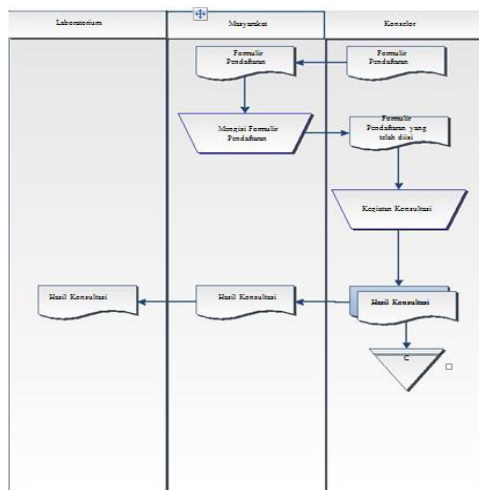 Laboratorium
Masyarakat
Konselor
Formulir
Pendaftaran
Formulir
Pendaftaran
Mengisi Formulir
Pendaftaran
Formulir
Pendaftaran yang
telah diisi
Kegiatan Konsultasi
Hasil Konsultasi
Hasil Konsultasi
Hasil Konsultasi
C